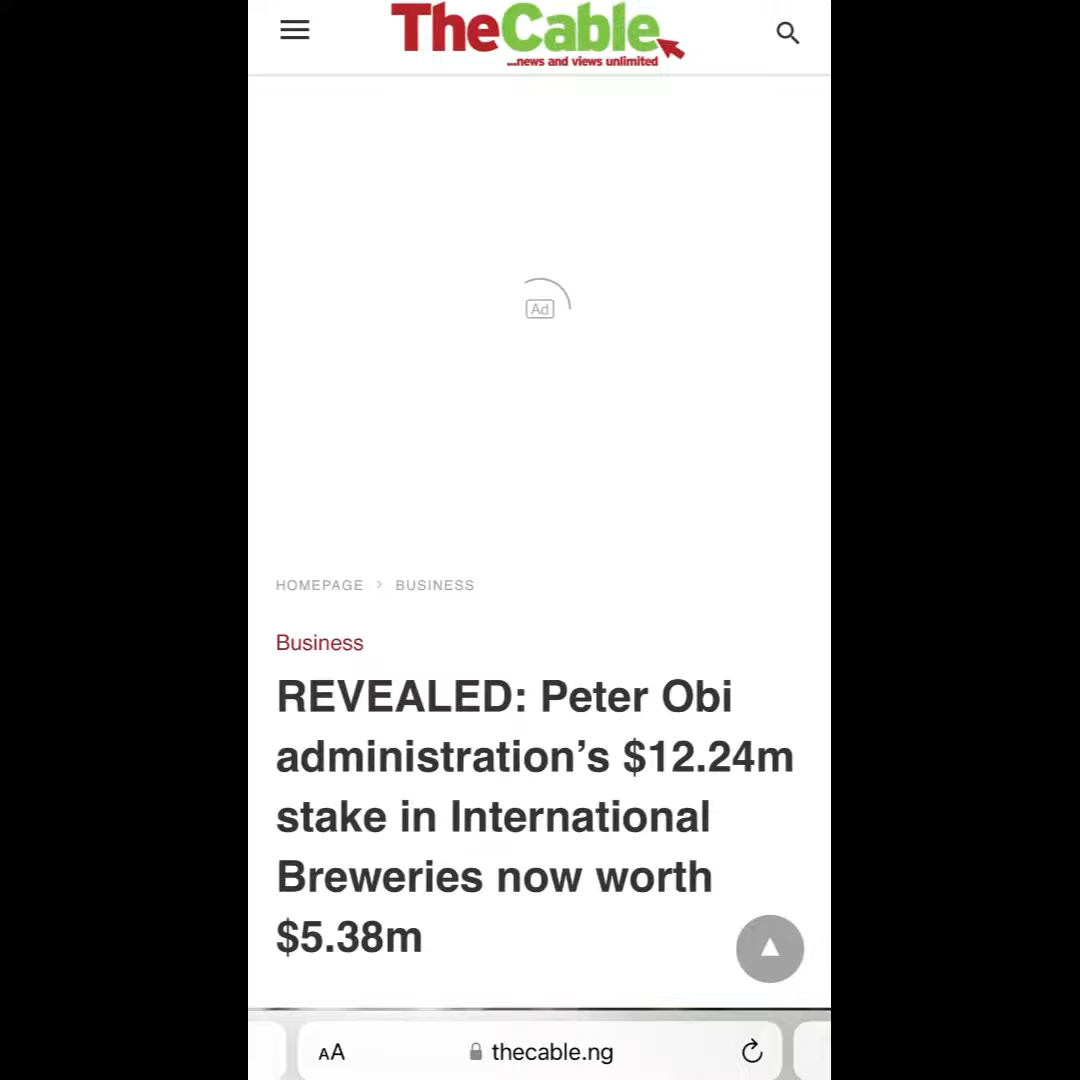 TheCable
...news and views unlimited
Ad
HOMEPAGE > BUSINESS
Business
REVEALED: Peter Obi
administration’s $12.24m
stake in International
Breweries now worth
$5.38m
AA thecable.ng